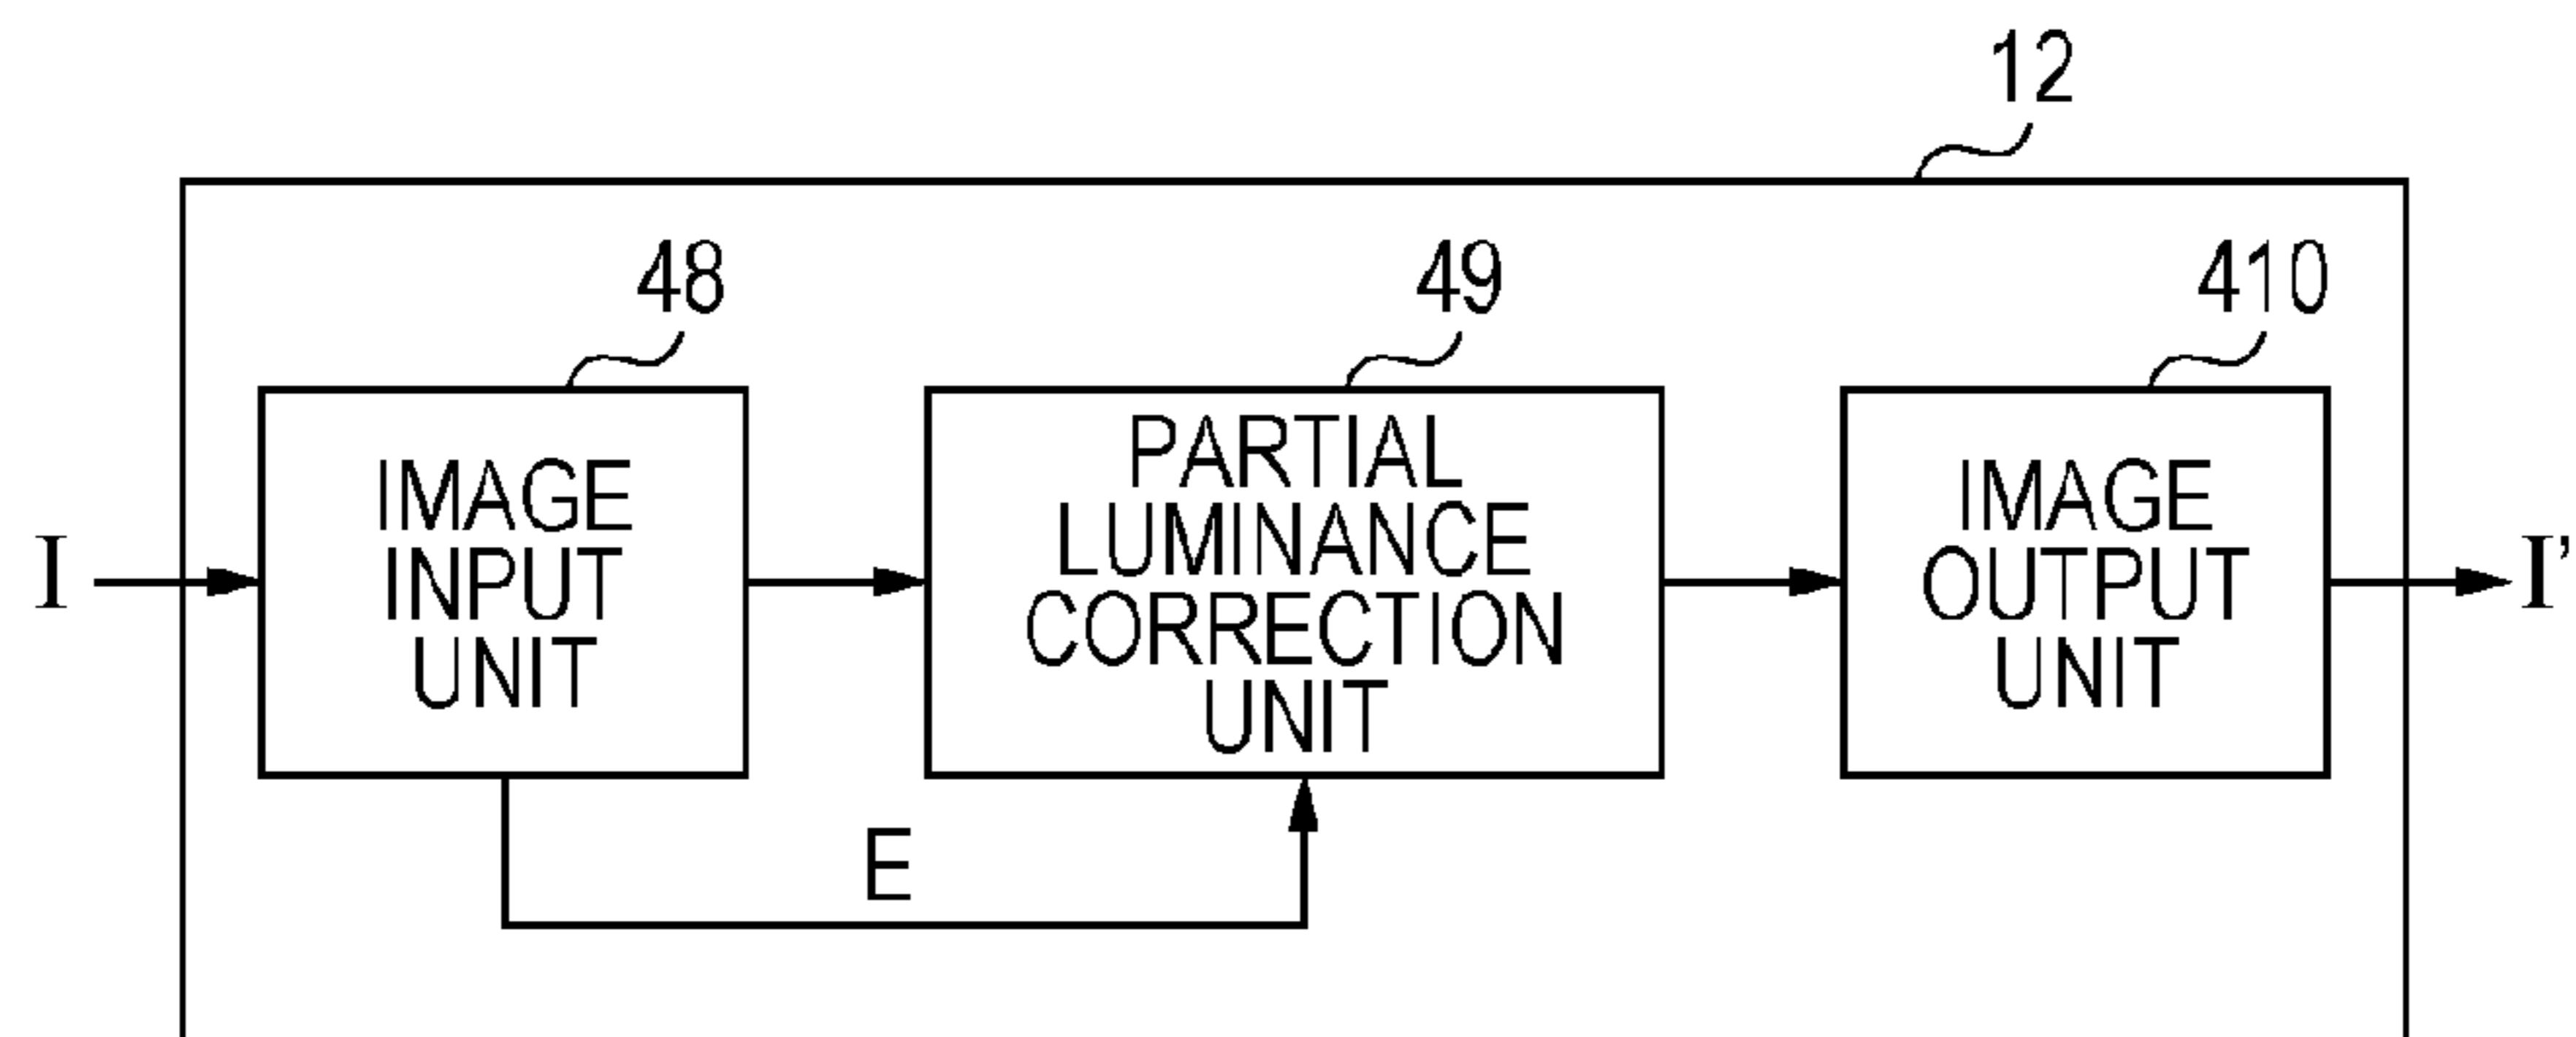 12
48
49
410
IMAGE
INPUT
UNIT
PARTIAL
LUMINANCE
CORRECTION
UNIT
IMAGE
OUTPUT
UNIT
I
I'
E